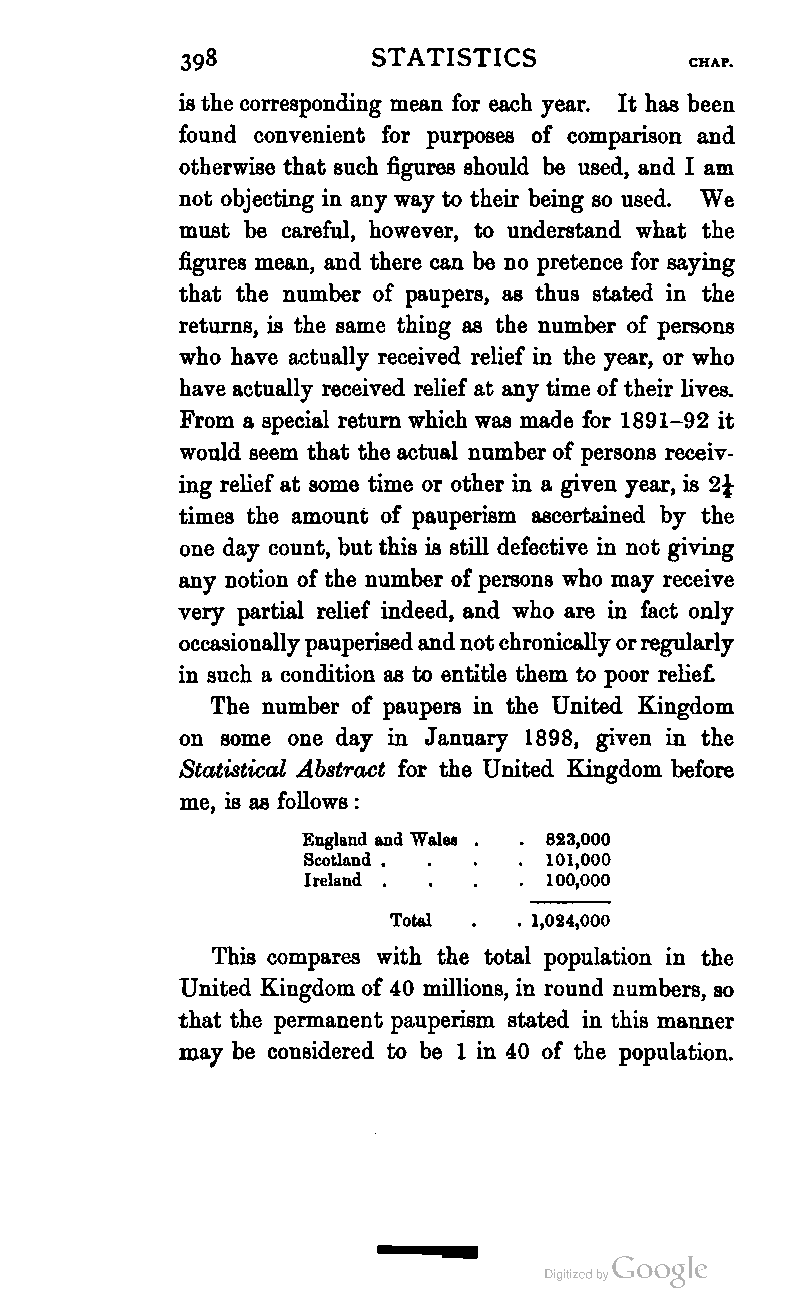 398 STATISTICS CHAP.
is the corresponding mean for each year. It has been
found convenient for purposes of comparison and
otherwise that such figures should be used, and I am
not objecting in any way to their being so used. We
must be careful, however, to understand what the
figures mean, and there can be no pretence for saying
that the number of paupers, as thus stated in the
returns, is the same thing as the number of persons
who have actually received relief in the year, or who
have actually received relief at any time of their lives.
From a special return which was made for 1891–92 it
would seem that the actual number of persons receiv-
ing relief at some time or other in a given year, is 2¼
times the amount of pauperism ascertained by the
one day count, but this is still defective in not giving
any notion of the number of persons who may receive
very partial relief indeed, and who are in fact only
occasionally pauperised and not chronically or regularly
in such a condition as to entitle them to poor relief.
The number of paupers in the United Kingdom
on some one day in January 1898, given in the
Statistical Abstract for the United Kingdom before
me, is as follows:
England and Wales . . 823,000
Scotland . . . . 101,000
Ireland . . . . 100,000
Total . . 1,024,000
This compares with the total population in the
United Kingdom of 40 millions, in round numbers, so
that the permanent pauperism stated in this manner
may be considered to be 1 in 40 of the population.
Digitized by Google